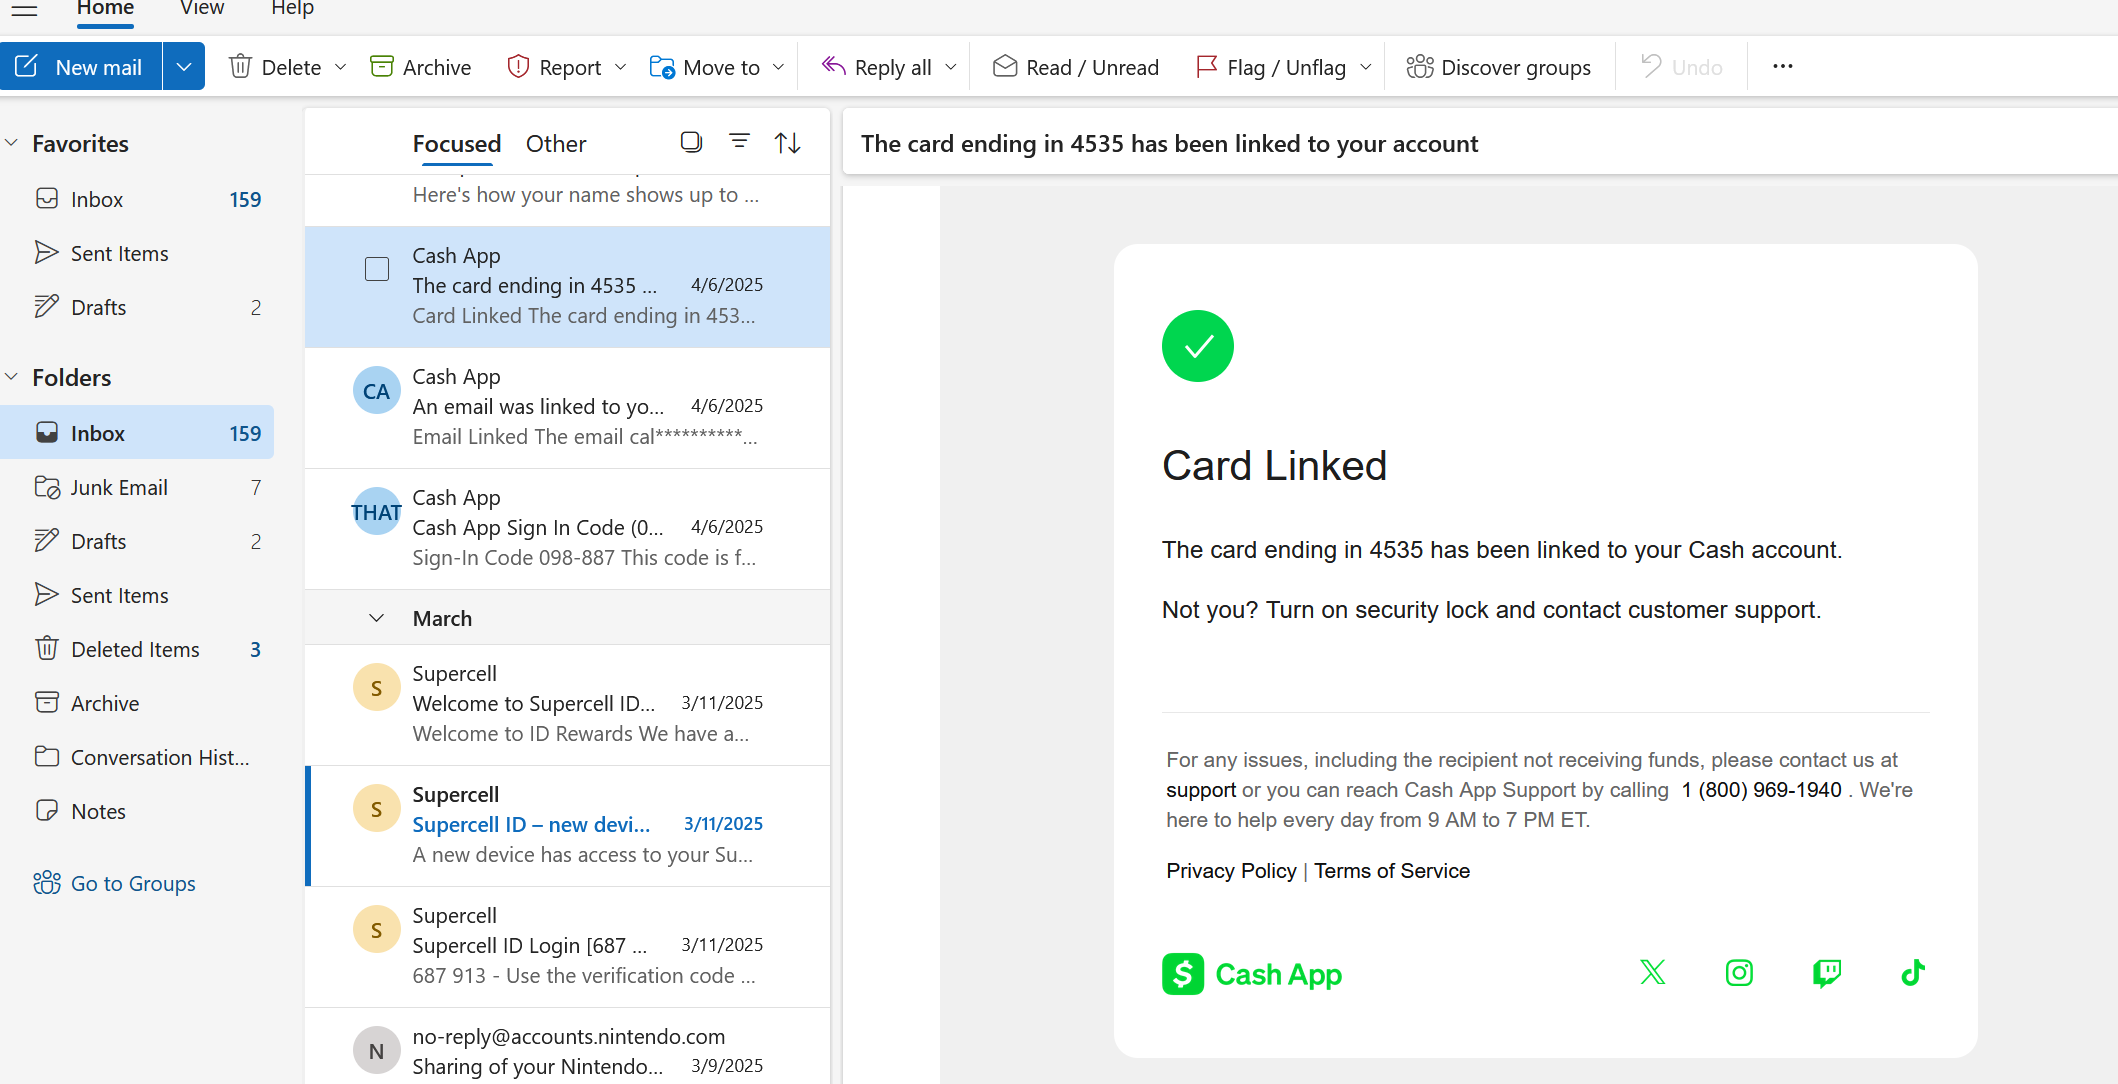 Home View Help
New mail Delete Archive Report Move to Reply all Read / Unread Flag / Unflag Discover groups Undo ...
Favorites
Inbox 159
Sent Items
Drafts 2
Folders
Inbox 159
Junk Email 7
Drafts 2
Sent Items
Deleted Items 3
Archive
Conversation Hist...
Notes
Go to Groups
Focused Other
Here's how your name shows up to ...
Cash App
The card ending in 4535 ... 4/6/2025
Card Linked The card ending in 453...
CA
Cash App
An email was linked to yo... 4/6/2025
Email Linked The email cal**********...
THAT
Cash App
Cash App Sign In Code (0... 4/6/2025
Sign-In Code 098-887 This code is f...
March
S
Supercell
Welcome to Supercell ID... 3/11/2025
Welcome to ID Rewards We have a...
S
Supercell
Supercell ID – new devi... 3/11/2025
A new device has access to your Su...
S
Supercell
Supercell ID Login [687 ... 3/11/2025
687 913 - Use the verification code ...
N
no-reply@accounts.nintendo.com
Sharing of your Nintendo... 3/9/2025
The card ending in 4535 has been linked to your account
Card Linked
The card ending in 4535 has been linked to your Cash account.
Not you? Turn on security lock and contact customer support.
For any issues, including the recipient not receiving funds, please contact us at
support or you can reach Cash App Support by calling 1 (800) 969-1940 . We're
here to help every day from 9 AM to 7 PM ET.
Privacy Policy | Terms of Service
$ Cash App